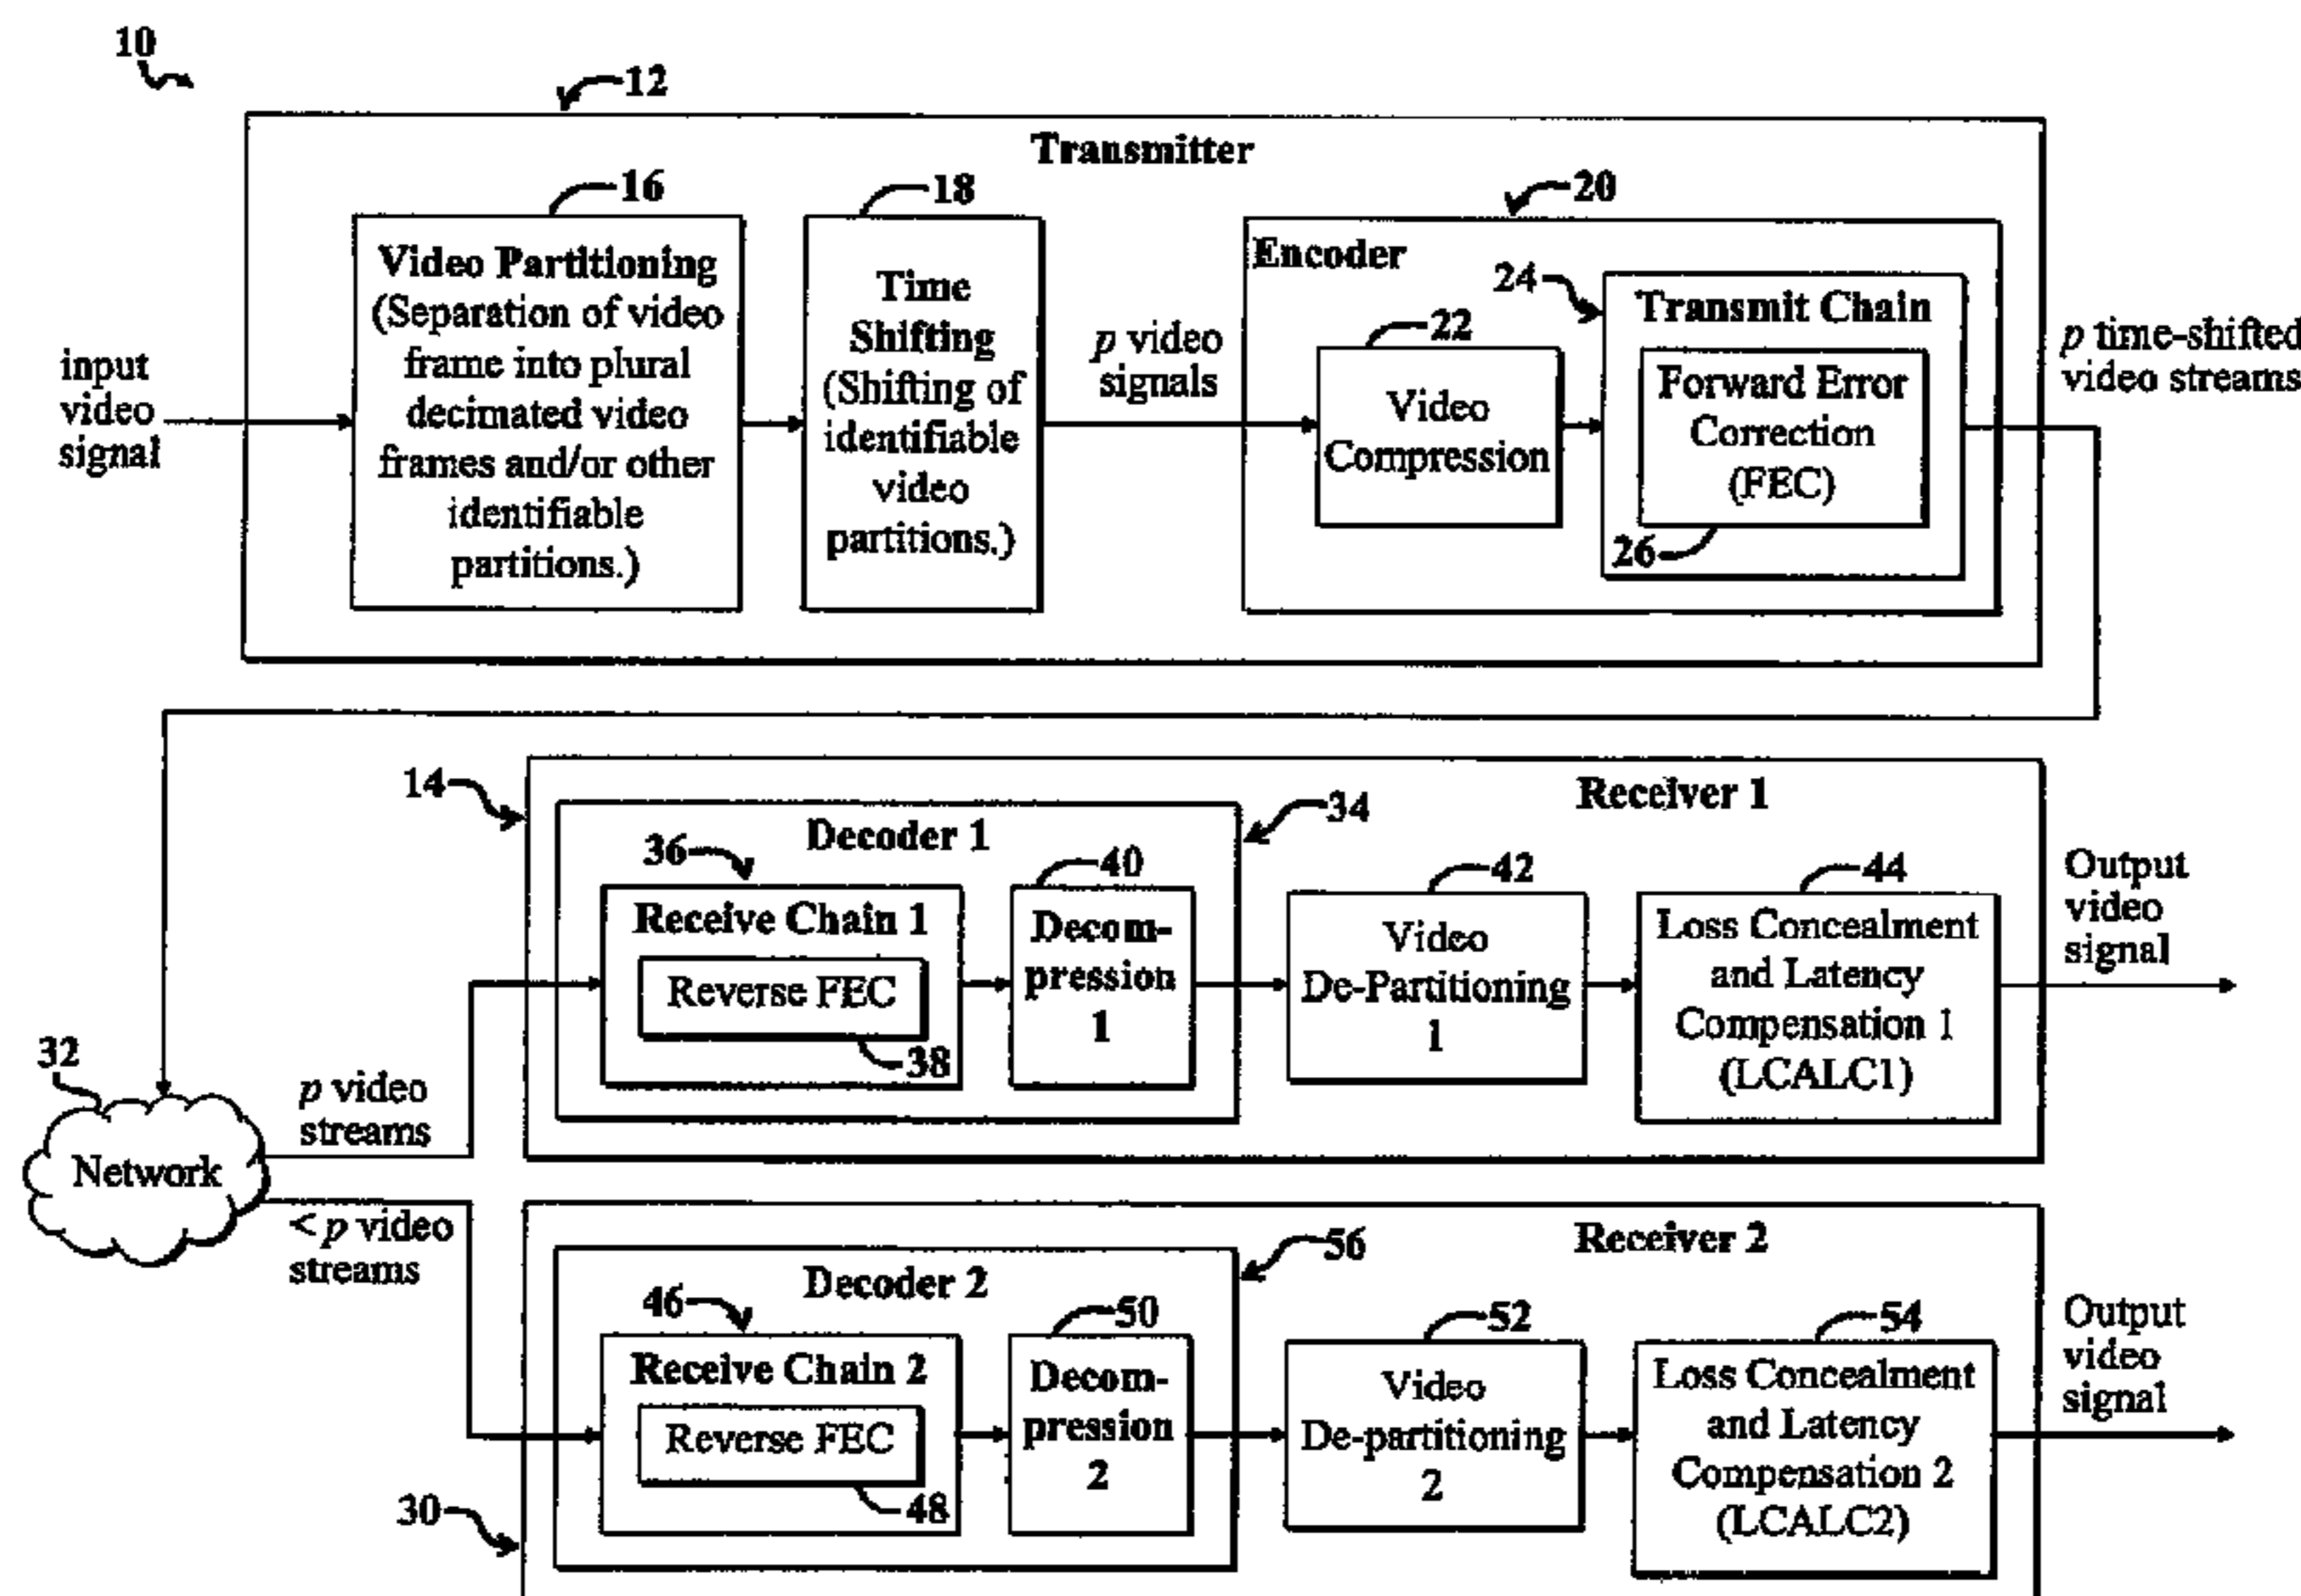 10
12
Transmitter
16
18
20
Video Partitioning
(Separation of video
frame into plural
decimated video
frames and/or other
identifiable
partitions.)
Time
Shifting
(Shifting of
identifiable
video
partitions.)
Encoder
24
Transmit Chain
22
Video
Compression
Forward Error
Correction
(FEC)
26
input
video
signal
p video
signals
p time-shifted
video streams
14
Receiver 1
34
Decoder 1
36
40
42
44
Receive Chain 1
Reverse FEC
38
Decom-
pression
1
Video
De-Partitioning
1
Loss Concealment
and Latency
Compensation 1
(LCALC1)
Output
video
signal
32
Network
p video
streams
< p video
streams
Receiver 2
56
Decoder 2
46
50
52
54
Receive Chain 2
Reverse FEC
48
Decom-
pression
2
Video
De-partitioning
2
Loss Concealment
and Latency
Compensation 2
(LCALC2)
Output
video
signal
30